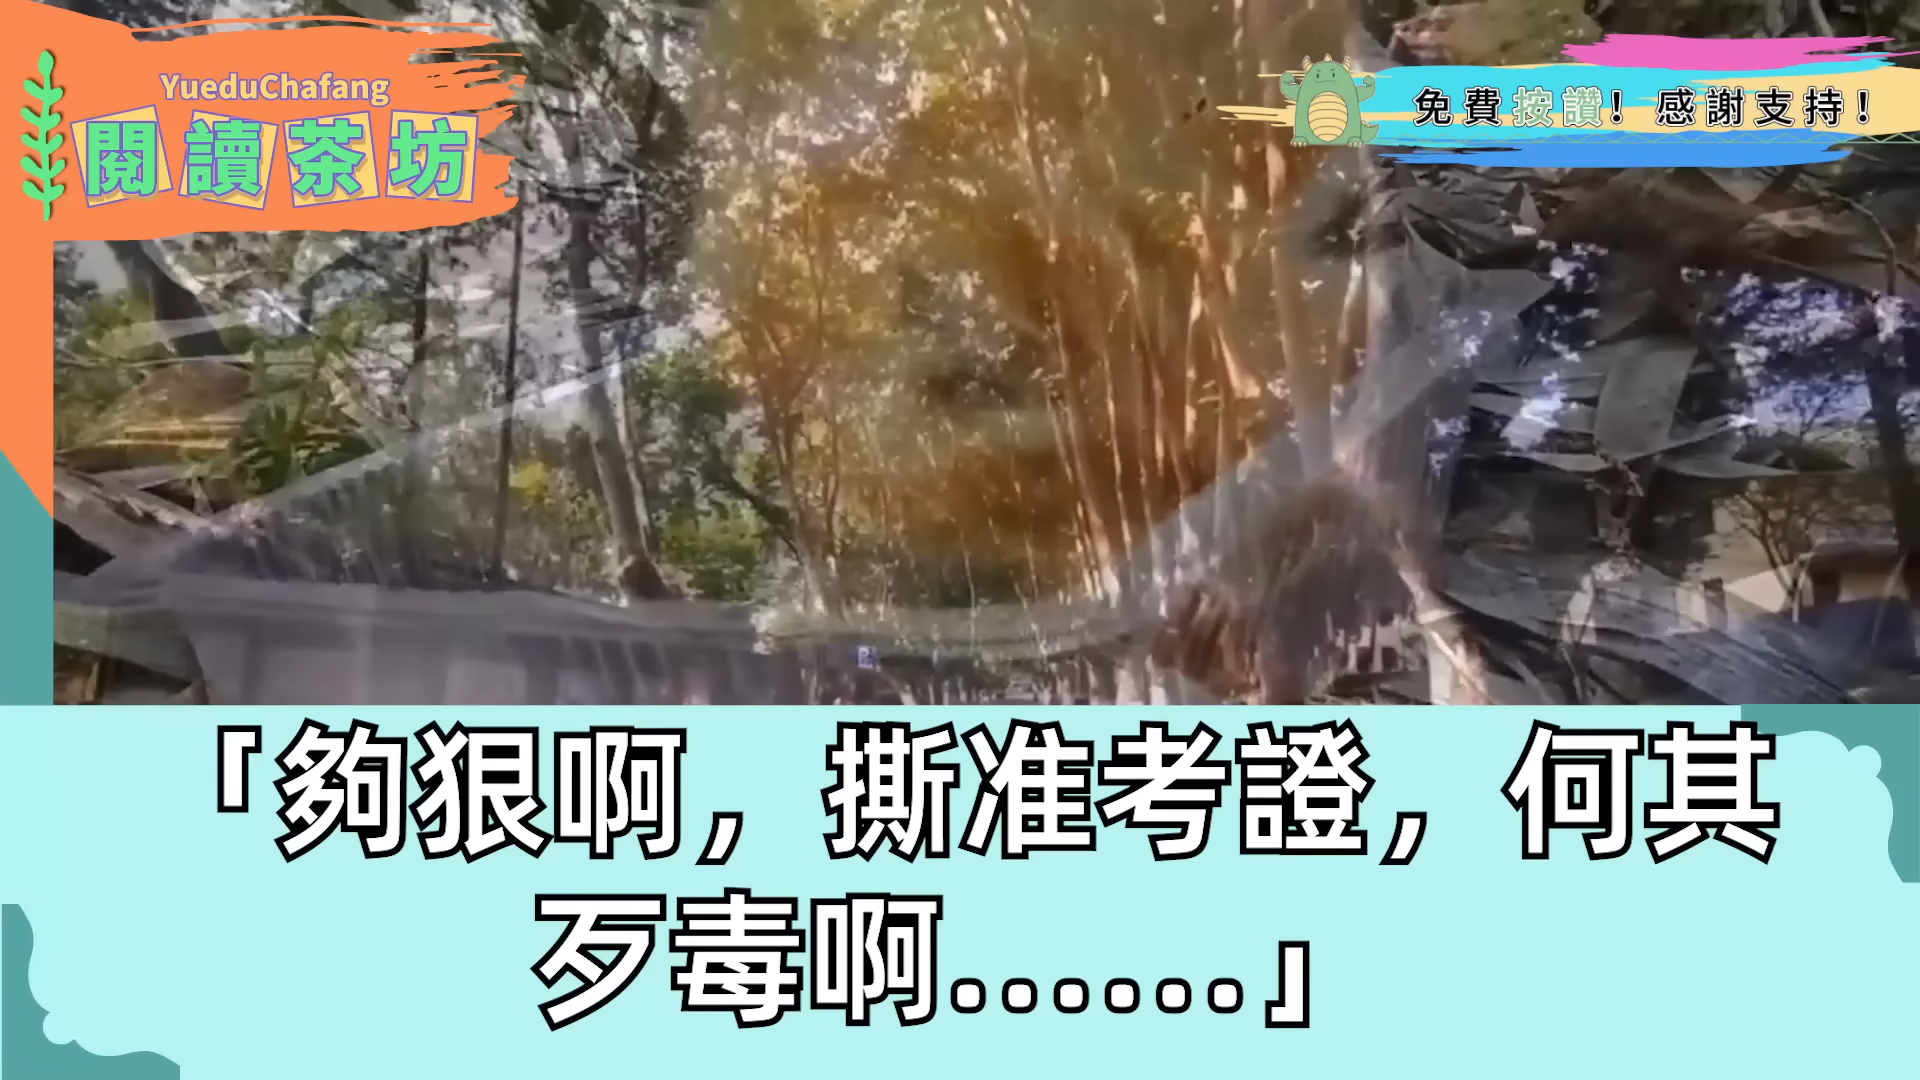 YueduChafang
閱讀茶坊
免費按讚！感謝支持！
「夠狠啊，撕准考證，何其
歹毒啊......」